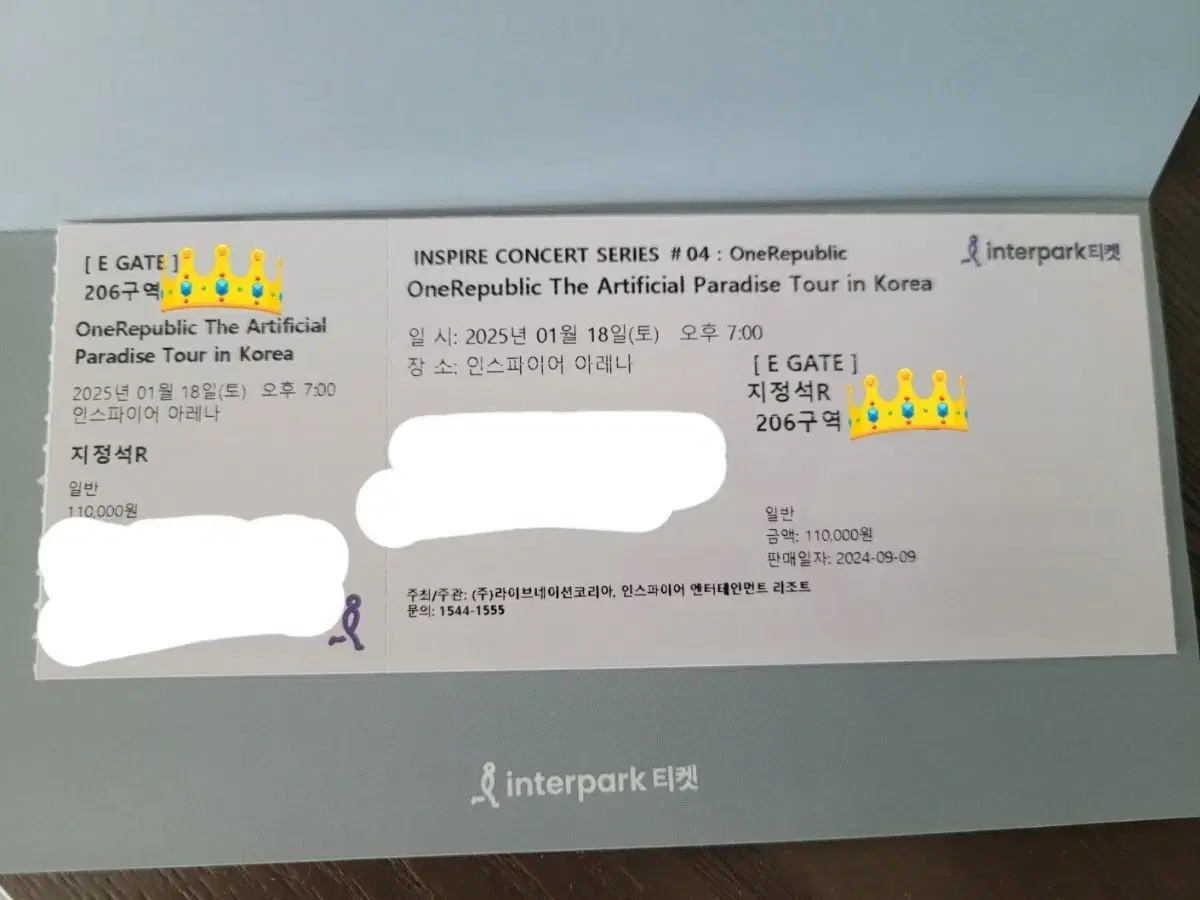 [ E GATE ]
206구역
OneRepublic The Artificial
Paradise Tour in Korea
2025년 01월 18일(토) 오후 7:00
인스파이어 아레나
지정석R
일반
110,000원
INSPIRE CONCERT SERIES # 04 : OneRepublic
OneRepublic The Artificial Paradise Tour in Korea
일 시: 2025년 01월 18일(토) 오후 7:00
장 소: 인스파이어 아레나
[ E GATE ]
지정석R
206구역
일반
금액: 110,000원
판매일자: 2024-09-09
주최/주관: (주)라이브네이션코리아, 인스파이어 엔터테인먼트 리조트
문의: 1544-1555
interpark티켓
interpark 티켓